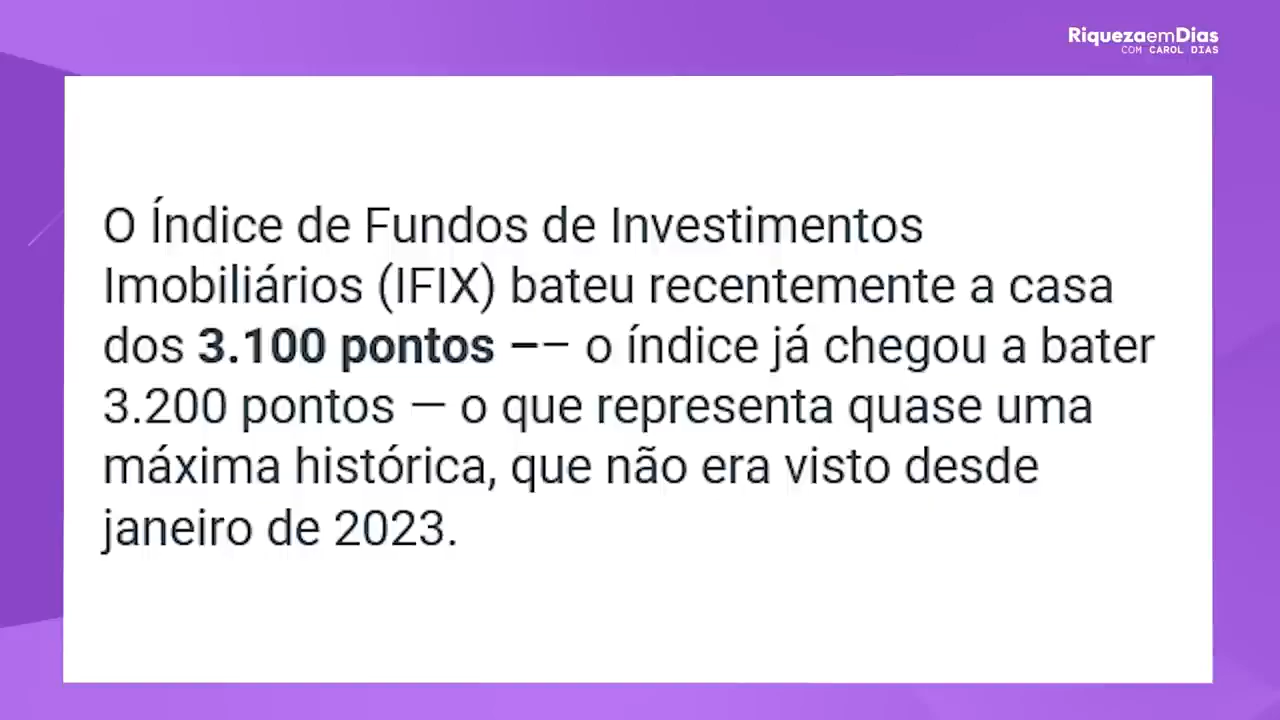 RiquezaemDias
COM CAROL DIAS
O Índice de Fundos de Investimentos
Imobiliários (IFIX) bateu recentemente a casa
dos 3.100 pontos –– o índice já chegou a bater
3.200 pontos — o que representa quase uma
máxima histórica, que não era visto desde
janeiro de 2023.